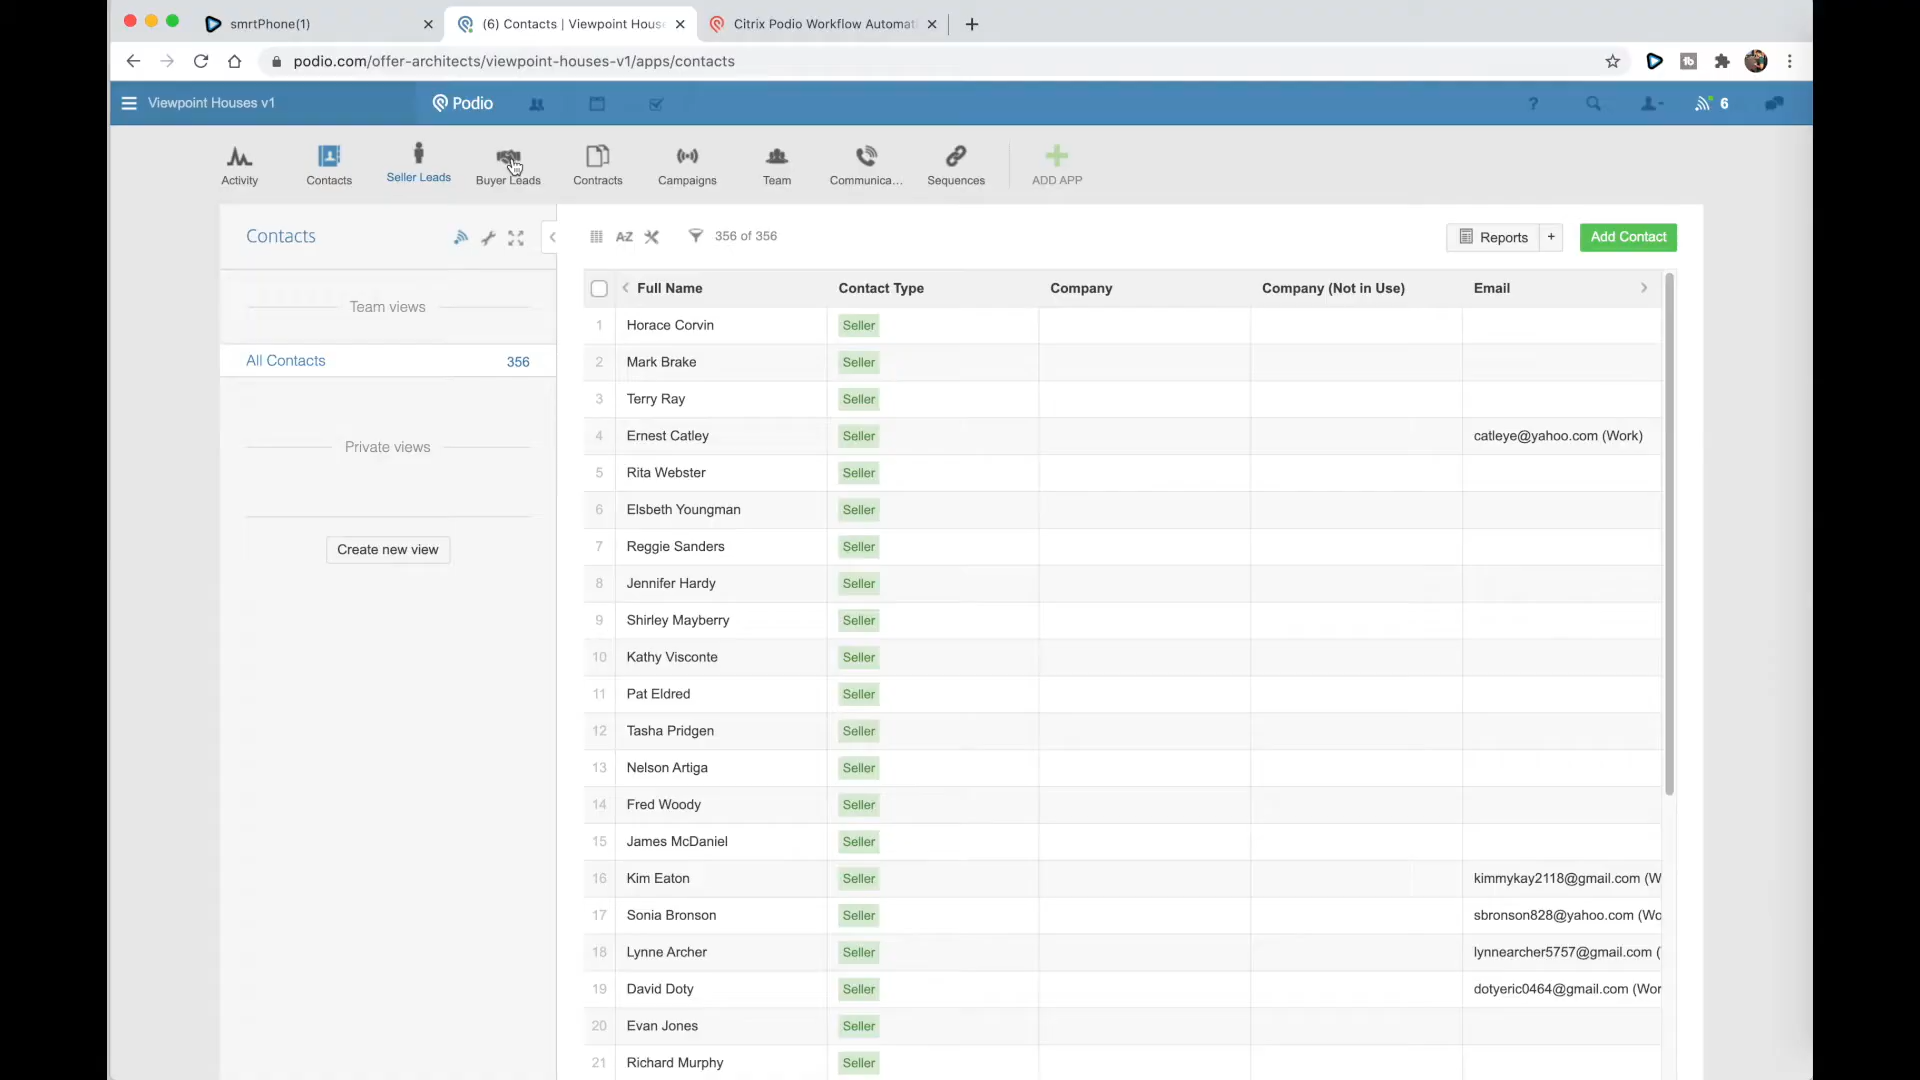 smrtPhone(1)
(6) Contacts | Viewpoint House
Citrix Podio Workflow Automat
podio.com/offer-architects/viewpoint-houses-v1/apps/contacts
Viewpoint Houses v1
Podio
?
6
Activity
Contacts
Seller Leads
Buyer Leads
Contracts
Campaigns
Team
Communica...
Sequences
ADD APP
Contacts
A-Z
356 of 356
Reports
+
Add Contact
Team views
All Contacts 356
Private views
Create new view
Full Name Contact Type Company Company (Not in Use) Email
1 Horace Corvin Seller
2 Mark Brake Seller
3 Terry Ray Seller
4 Ernest Catley Seller catleye@yahoo.com (Work)
5 Rita Webster Seller
6 Elsbeth Youngman Seller
7 Reggie Sanders Seller
8 Jennifer Hardy Seller
9 Shirley Mayberry Seller
10 Kathy Visconte Seller
11 Pat Eldred Seller
12 Tasha Pridgen Seller
13 Nelson Artiga Seller
14 Fred Woody Seller
15 James McDaniel Seller
16 Kim Eaton Seller kimmykay2118@gmail.com (W
17 Sonia Bronson Seller sbronson828@yahoo.com (Wo
18 Lynne Archer Seller lynnearcher5757@gmail.com (
19 David Doty Seller dotyeric0464@gmail.com (Wor
20 Evan Jones Seller
21 Richard Murphy Seller